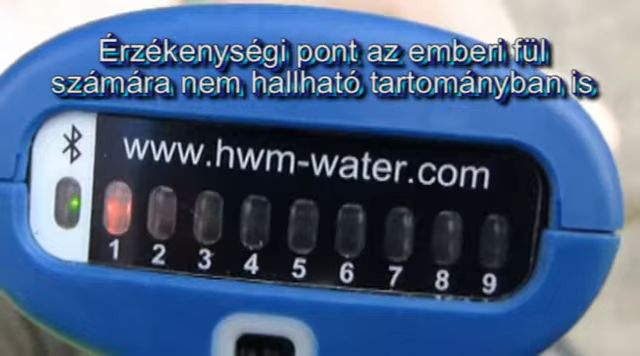 Érzékenységi pont az emberi fül
számára nem hallható tartományban is
www.hwm-water.com
1 2 3 4 5 6 7 8 9